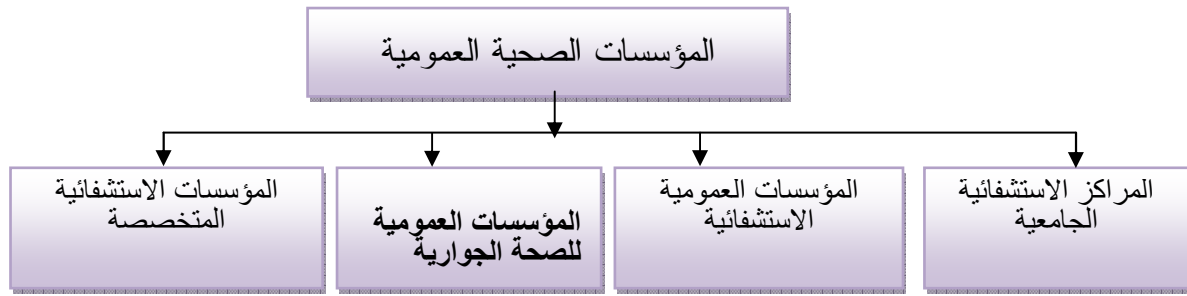 المؤسسات الصحية العمومية
المراكز الاستشفائية
الجامعية
المؤسسات العمومية
الاستشفائية
المؤسسات العمومية
للصحة الجوارية
المؤسسات الاستشفائية
المتخصصة